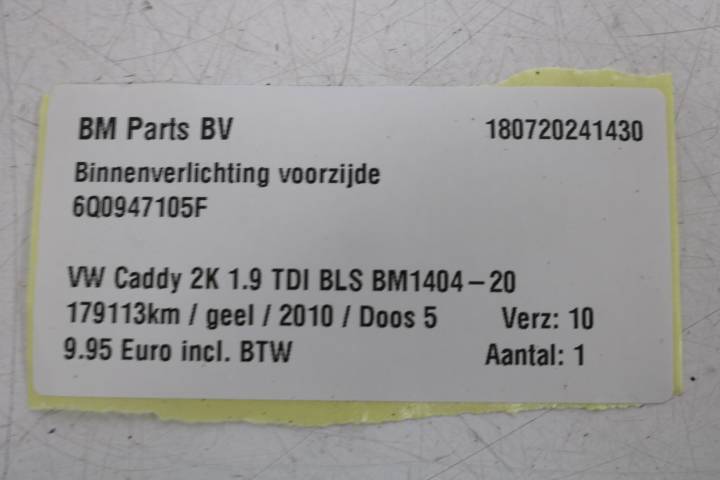 BM Parts BV 180720241430
Binnenverlichting voorzijde
6Q0947105F
VW Caddy 2K 1.9 TDI BLS BM1404-20
179113km / geel / 2010 / Doos 5 Verz: 10
9.95 Euro incl. BTW Aantal: 1